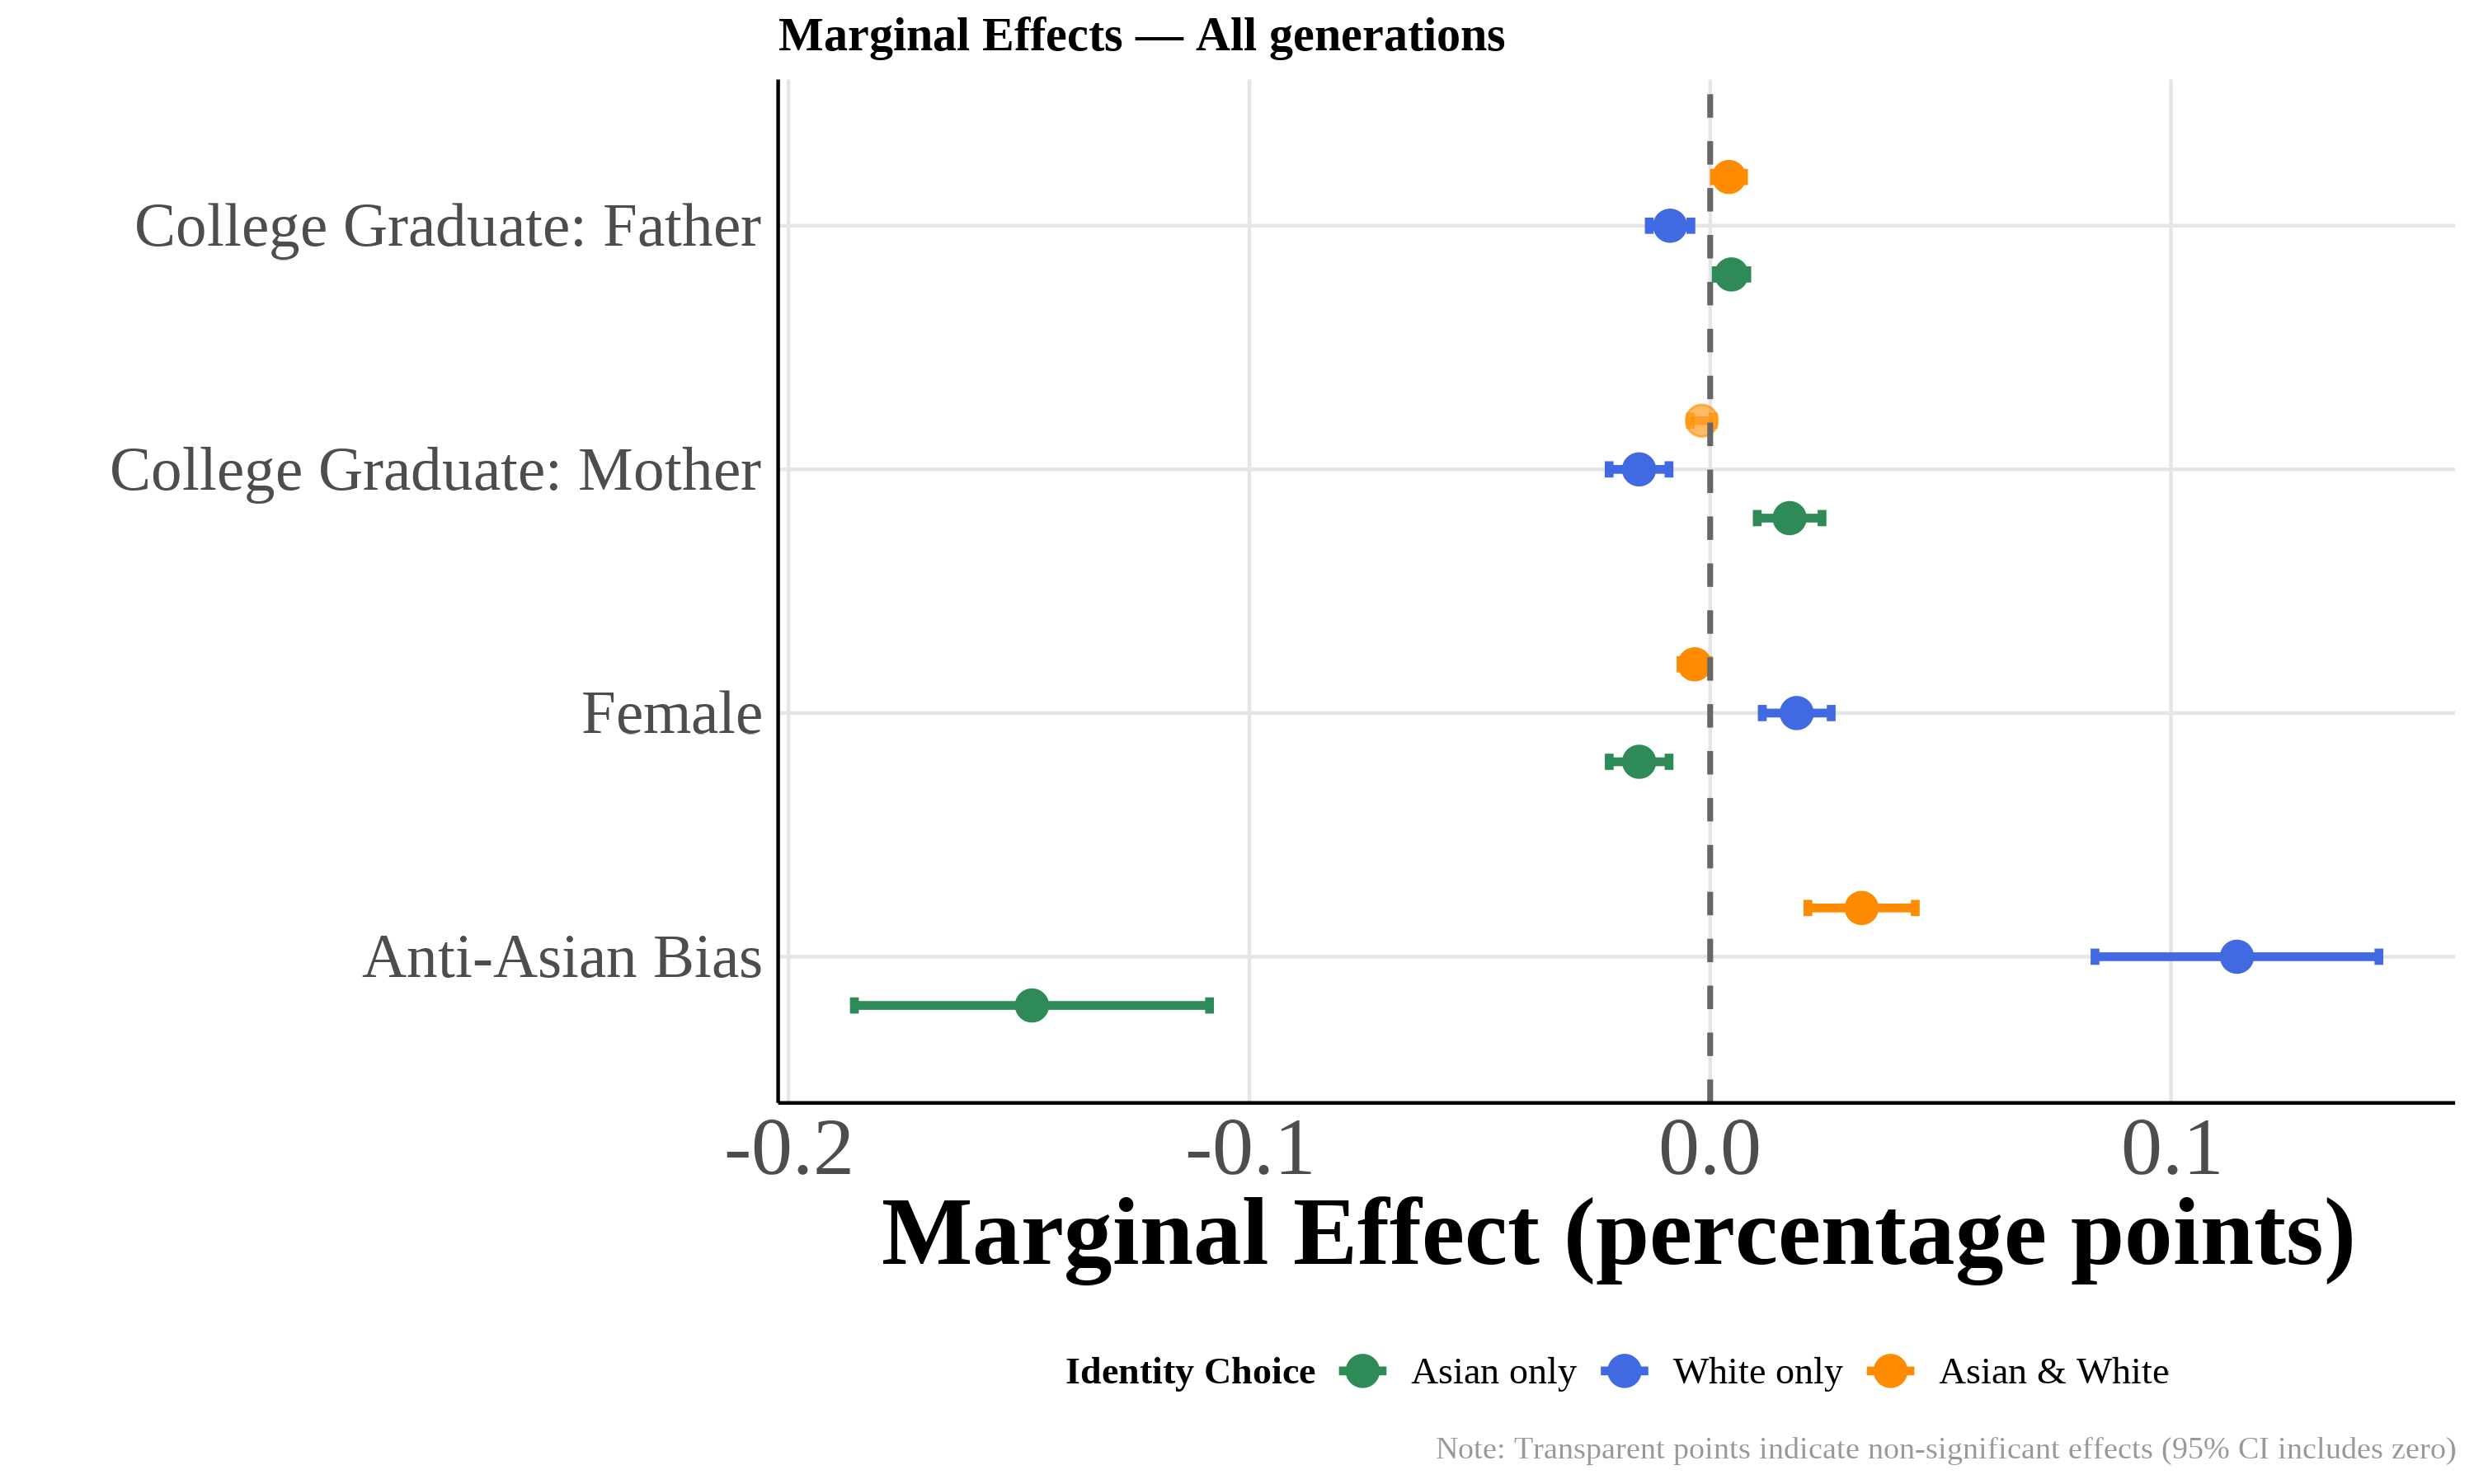 Marginal Effects — All generations
College Graduate: Father
College Graduate: Mother
Female
Anti-Asian Bias
-0.2 -0.1 0.0 0.1
Marginal Effect (percentage points)
Identity Choice Asian only White only Asian & White
Note: Transparent points indicate non-significant effects (95% CI includes zero)